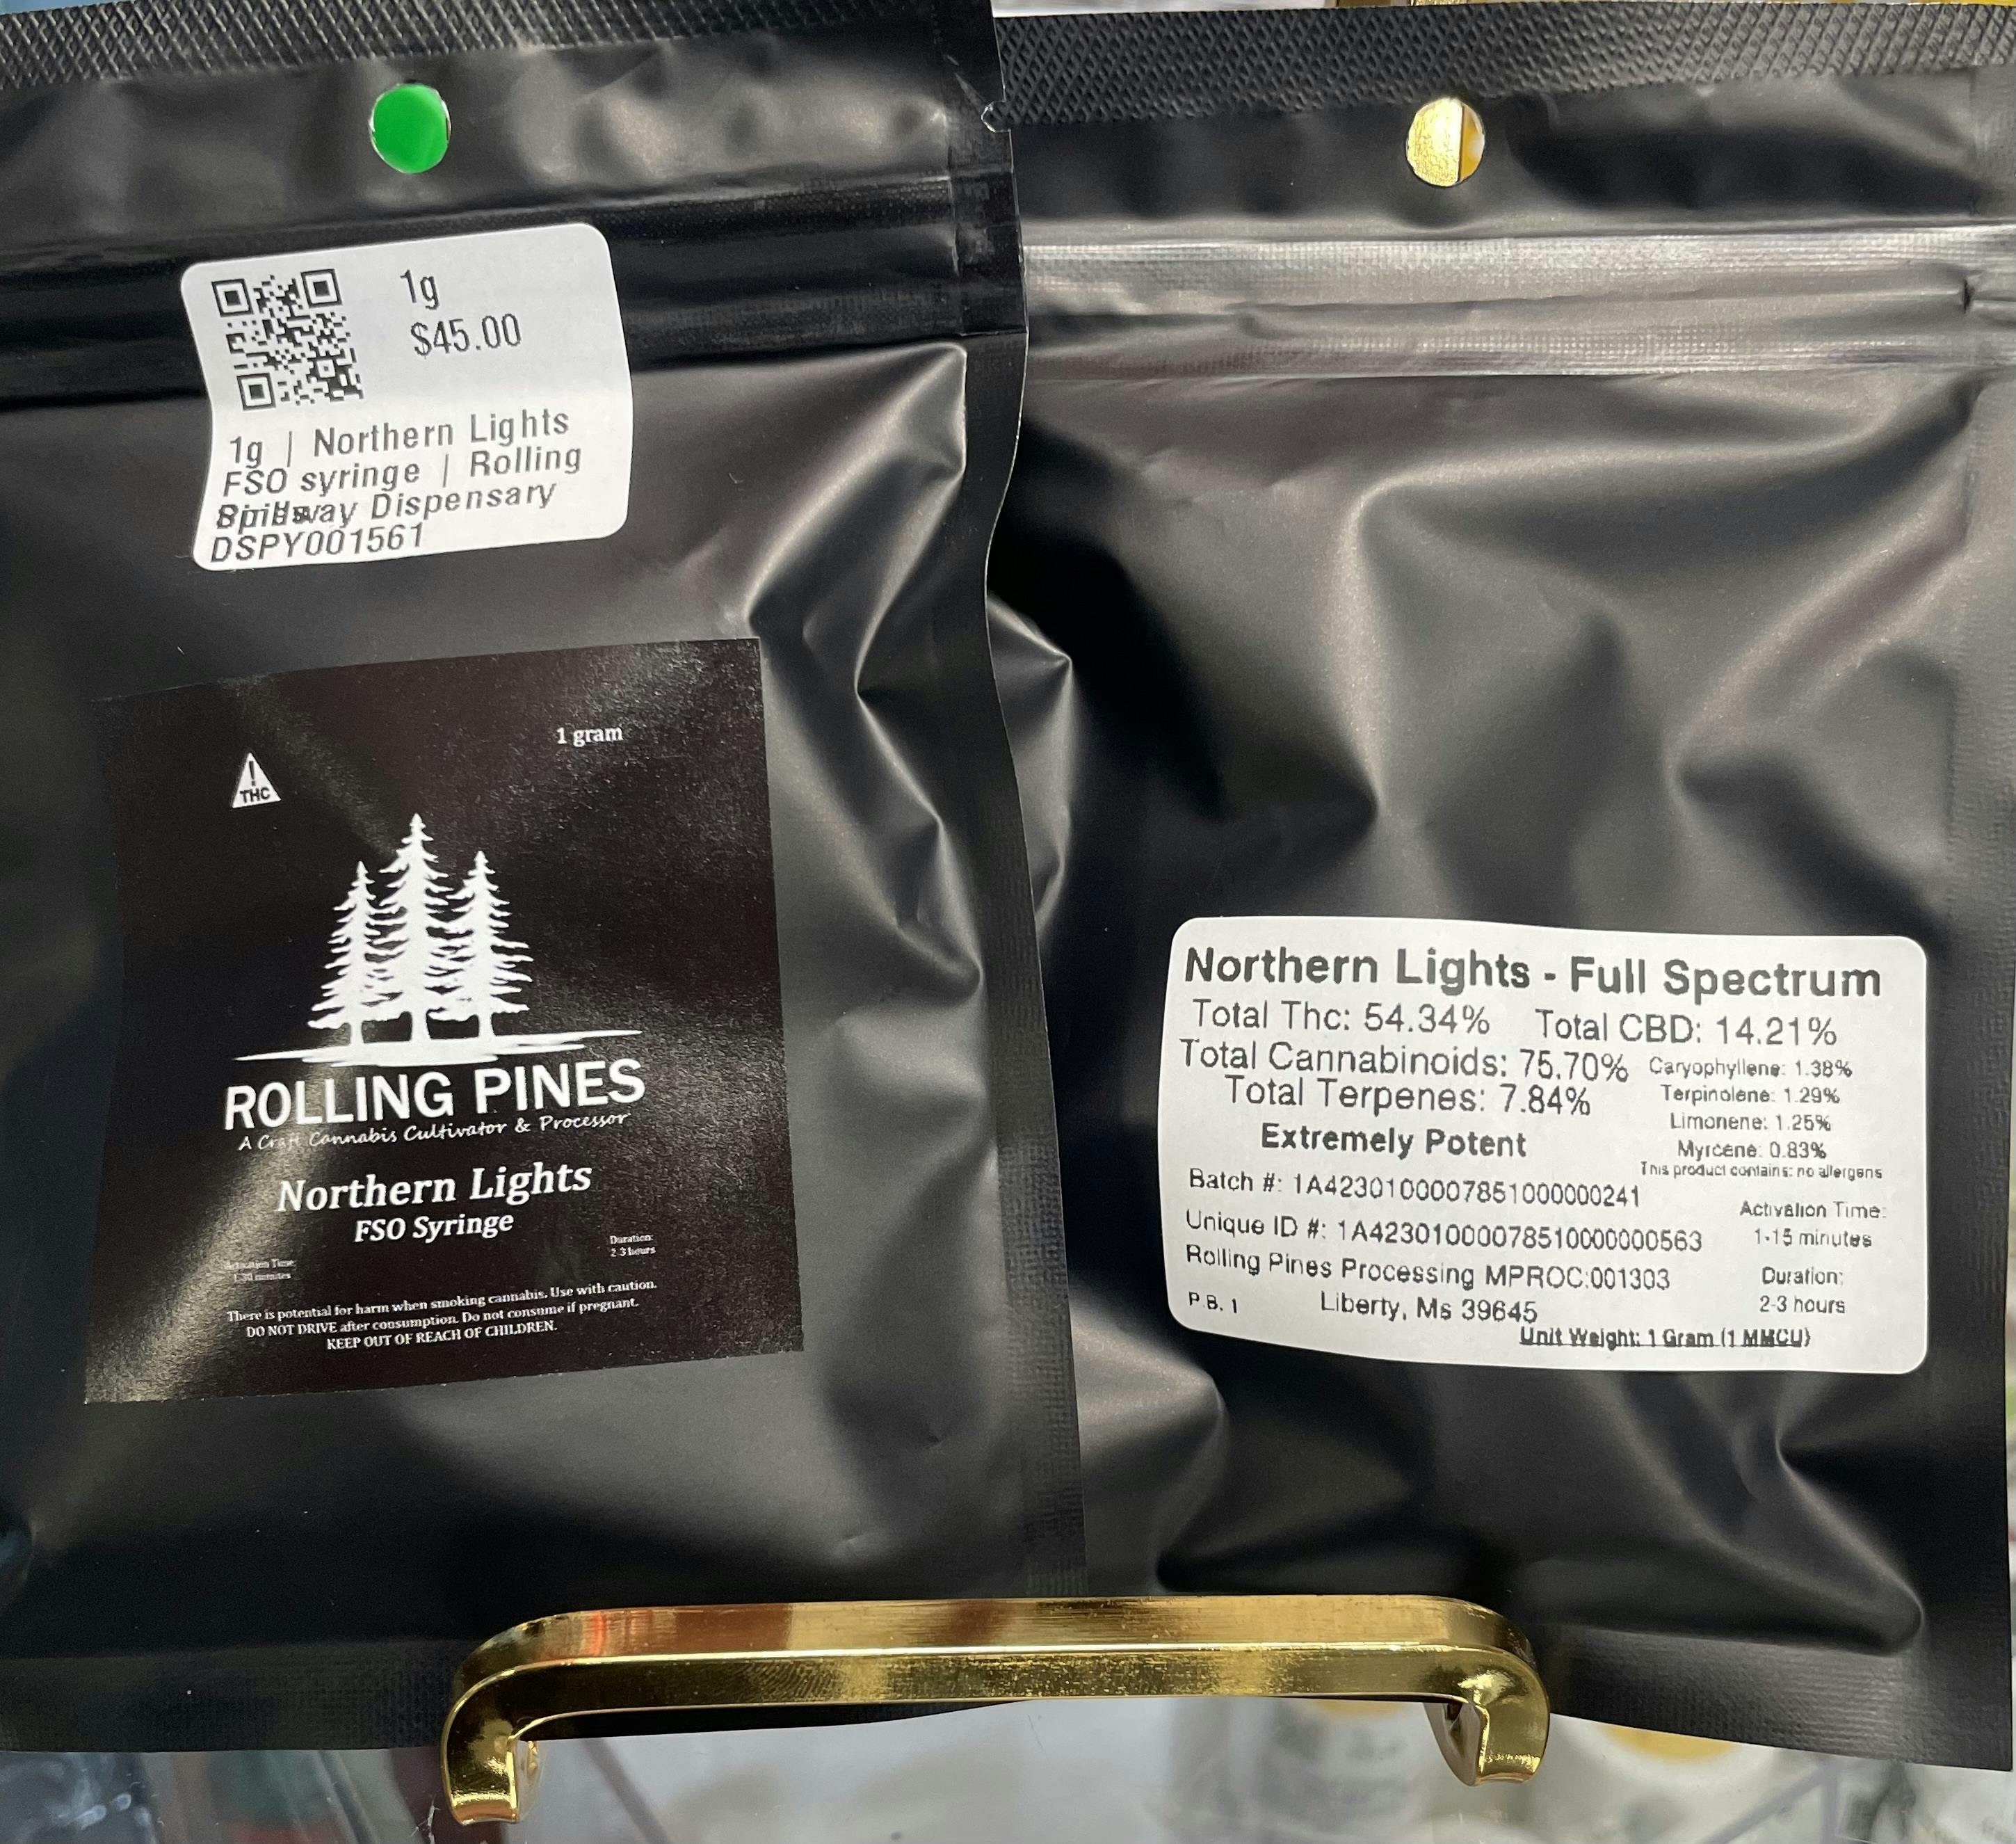 1g
$45.00
1g | Northern Lights
FSO syringe | Rolling
Spillway Dispensary
DSPY001561
1 gram
!
THC
ROLLING PINES
A Craft Cannabis Cultivator & Processor
Northern Lights
FSO Syringe
Duration:
2-3 hours
Activation Time:
minutes
There is potential for harm when smoking cannabis. Use with caution.
DO NOT DRIVE after consumption. Do not consume if pregnant.
KEEP OUT OF REACH OF CHILDREN.
Northern Lights - Full Spectrum
Total Thc: 54.34% Total CBD: 14.21%
Total Cannabinoids: 75.70%
Total Terpenes: 7.84%
Extremely Potent
Caryophyllene: 1.38%
Terpinolene: 1.29%
Limonene: 1.25%
Myrcene: 0.83%
This product contains: no allergens
Batch #: 1A4230100007851000000241
Unique ID #: 1A4230100007851000000563
Rolling Pines Processing MPROC:001303
P.B. 1 Liberty, Ms 39645
Activation Time:
1-15 minutes
Duration:
2-3 hours
Unit Weight: 1 Gram (1 MMCU)